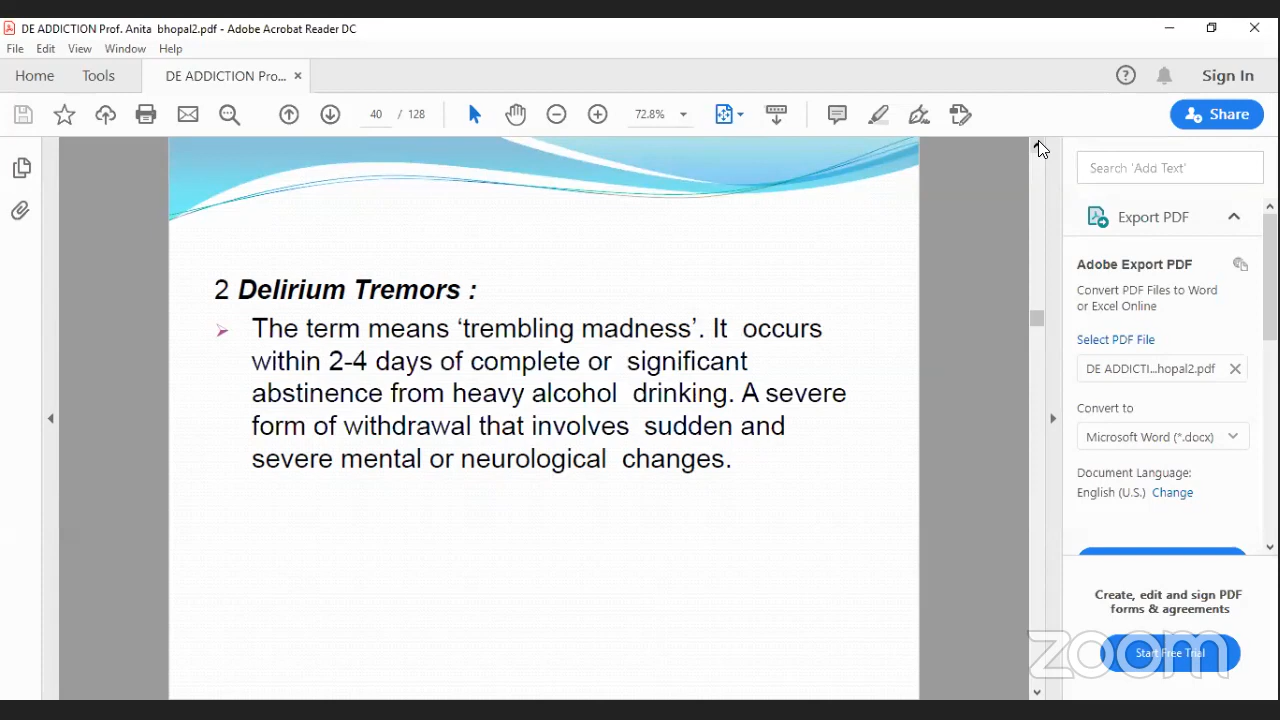 DE ADDICTION Prof. Anita bhopal2.pdf - Adobe Acrobat Reader DC
File Edit View Window Help
Home Tools DE ADDICTION Pro... × Sign In
40 / 128 72.8% Share
Search 'Add Text'
Export PDF
Adobe Export PDF
Convert PDF Files to Word
or Excel Online
Select PDF File
DE ADDICTI...hopal2.pdf
Convert to
Microsoft Word (*.docx)
Document Language:
English (U.S.) Change
2 Delirium Tremors :
The term means ‘trembling madness’. It occurs
within 2-4 days of complete or significant
abstinence from heavy alcohol drinking. A severe
form of withdrawal that involves sudden and
severe mental or neurological changes.
Create, edit and sign PDF
forms & agreements
Start Free Trial
zoom